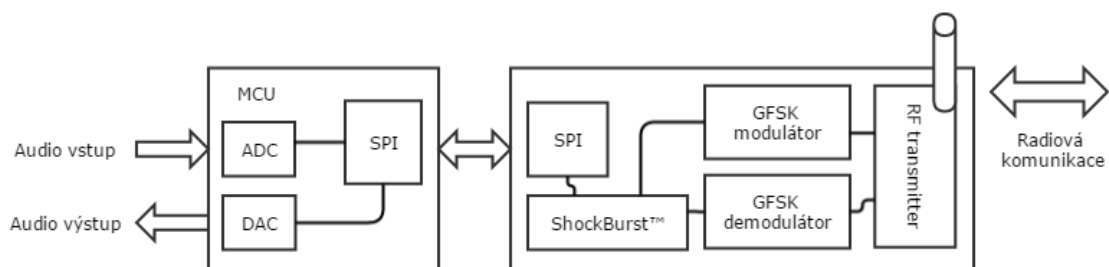 MCU
Audio vstup
ADC
SPI
Audio výstup
DAC
SPI
ShockBurst™
GFSK
modulátor
GFSK
demodulátor
RF transmitter
Radiová
komunikace